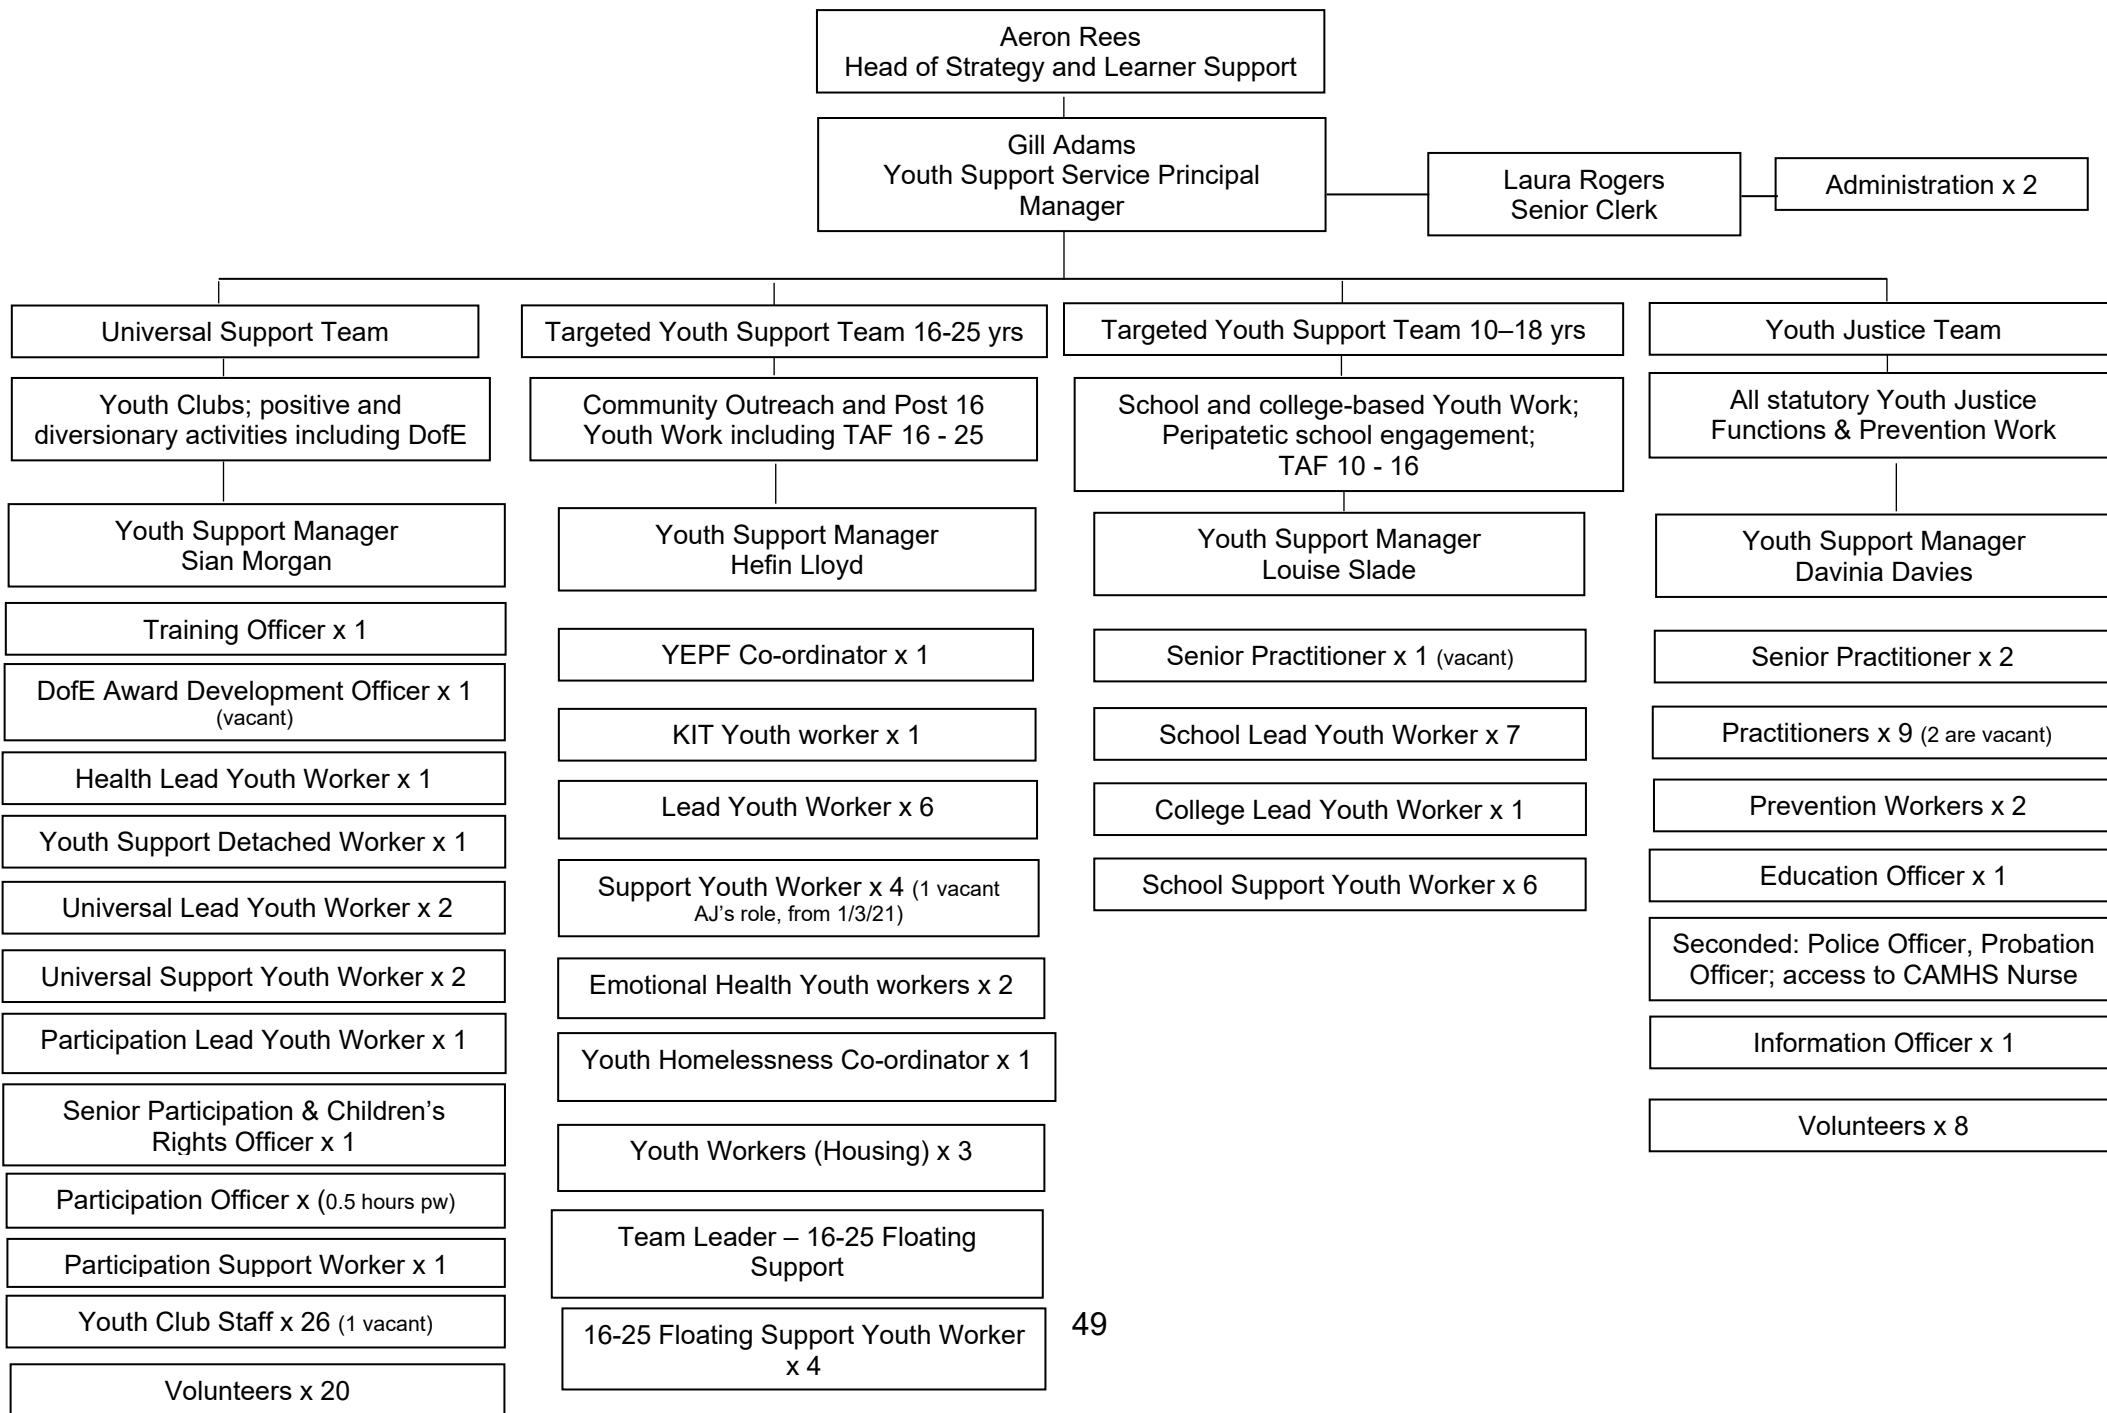 Aeron Rees
Head of Strategy and Learner Support
Gill Adams
Youth Support Service Principal
Manager
Laura Rogers
Senior Clerk
Administration x 2
Universal Support Team
Youth Clubs; positive and
diversionary activities including DofE
Youth Support Manager
Sian Morgan
Training Officer x 1
DofE Award Development Officer x 1
(vacant)
Health Lead Youth Worker x 1
Youth Support Detached Worker x 1
Universal Lead Youth Worker x 2
Universal Support Youth Worker x 2
Participation Lead Youth Worker x 1
Senior Participation & Children’s
Rights Officer x 1
Participation Officer x (0.5 hours pw)
Participation Support Worker x 1
Youth Club Staff x 26 (1 vacant)
Volunteers x 20
Targeted Youth Support Team 16-25 yrs
Community Outreach and Post 16
Youth Work including TAF 16 - 25
Youth Support Manager
Hefin Lloyd
YEPF Co-ordinator x 1
KIT Youth worker x 1
Lead Youth Worker x 6
Support Youth Worker x 4 (1 vacant
AJ’s role, from 1/3/21)
Emotional Health Youth workers x 2
Youth Homelessness Co-ordinator x 1
Youth Workers (Housing) x 3
Team Leader – 16-25 Floating
Support
16-25 Floating Support Youth Worker
x 4
Targeted Youth Support Team 10–18 yrs
School and college-based Youth Work;
Peripatetic school engagement;
TAF 10 - 16
Youth Support Manager
Louise Slade
Senior Practitioner x 1 (vacant)
School Lead Youth Worker x 7
College Lead Youth Worker x 1
School Support Youth Worker x 6
Youth Justice Team
All statutory Youth Justice
Functions & Prevention Work
Youth Support Manager
Davinia Davies
Senior Practitioner x 2
Practitioners x 9 (2 are vacant)
Prevention Workers x 2
Education Officer x 1
Seconded: Police Officer, Probation
Officer; access to CAMHS Nurse
Information Officer x 1
Volunteers x 8
49